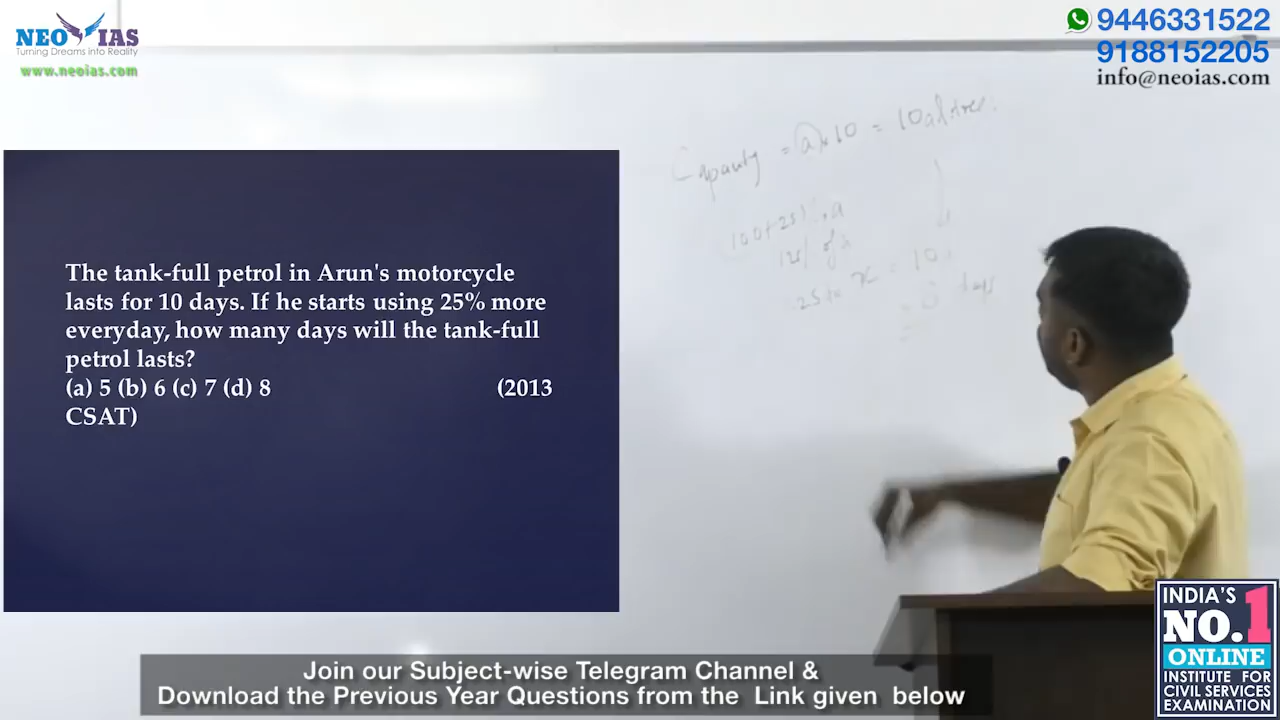 NEO IAS
Turning Dreams into Reality
www.neoias.com
9446331522
9188152205
info@neoias.com
Capacity = a × 10 = 10a litres.
The tank-full petrol in Arun's motorcycle
lasts for 10 days. If he starts using 25% more
everyday, how many days will the tank-full
petrol lasts?
(a) 5 (b) 6 (c) 7 (d) 8 (2013
CSAT)
INDIA'S
NO.1
ONLINE
INSTITUTE FOR
CIVIL SERVICES
EXAMINATION
Join our Subject-wise Telegram Channel &
Download the Previous Year Questions from the Link given below